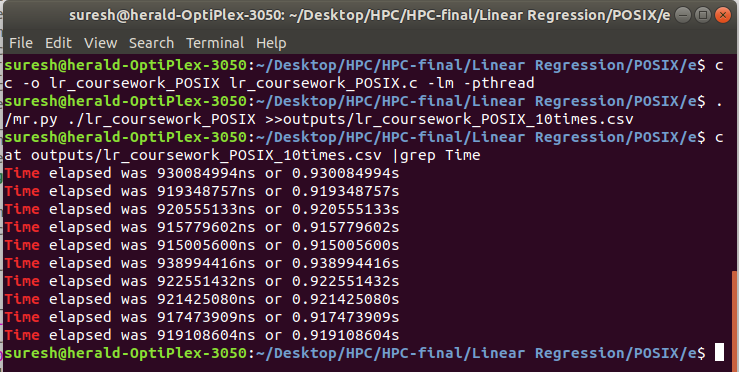 suresh@herald-OptiPlex-3050: ~/Desktop/HPC/HPC-final/Linear Regression/POSIX/e
File Edit View Search Terminal Help
suresh@herald-OptiPlex-3050:~/Desktop/HPC/HPC-final/Linear Regression/POSIX/e$ c
c -o lr_coursework_POSIX lr_coursework_POSIX.c -lm -pthread
suresh@herald-OptiPlex-3050:~/Desktop/HPC/HPC-final/Linear Regression/POSIX/e$ .
/mr.py ./lr_coursework_POSIX >>outputs/lr_coursework_POSIX_10times.csv
suresh@herald-OptiPlex-3050:~/Desktop/HPC/HPC-final/Linear Regression/POSIX/e$ c
at outputs/lr_coursework_POSIX_10times.csv |grep Time
Time elapsed was 930084994ns or 0.930084994s
Time elapsed was 919348757ns or 0.919348757s
Time elapsed was 920555133ns or 0.920555133s
Time elapsed was 915779602ns or 0.915779602s
Time elapsed was 915005600ns or 0.915005600s
Time elapsed was 938994416ns or 0.938994416s
Time elapsed was 922551432ns or 0.922551432s
Time elapsed was 921425080ns or 0.921425080s
Time elapsed was 917473909ns or 0.917473909s
Time elapsed was 919108604ns or 0.919108604s
suresh@herald-OptiPlex-3050:~/Desktop/HPC/HPC-final/Linear Regression/POSIX/e$